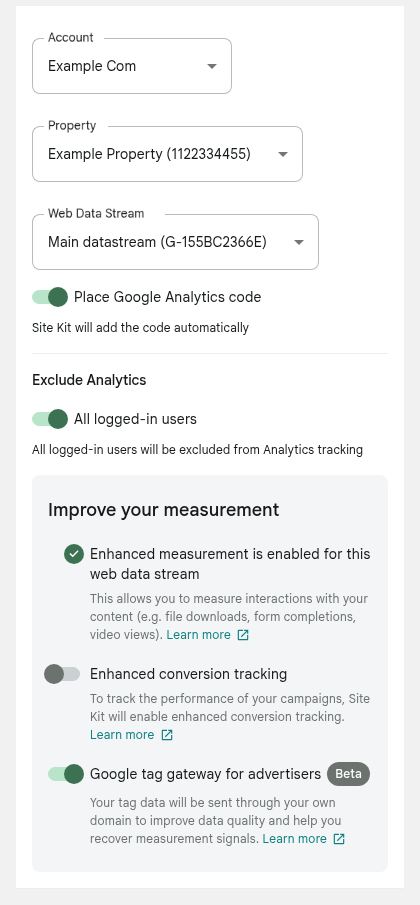 Account
Example Com
Property
Example Property (1122334455)
Web Data Stream
Main datastream (G-155BC2366E)
Place Google Analytics code
Site Kit will add the code automatically
Exclude Analytics
All logged-in users
All logged-in users will be excluded from Analytics tracking
Improve your measurement
Enhanced measurement is enabled for this
web data stream
This allows you to measure interactions with your
content (e.g. file downloads, form completions,
video views). Learn more
Enhanced conversion tracking
To track the performance of your campaigns, Site
Kit will enable enhanced conversion tracking.
Learn more
Google tag gateway for advertisers Beta
Your tag data will be sent through your own
domain to improve data quality and help you
recover measurement signals. Learn more